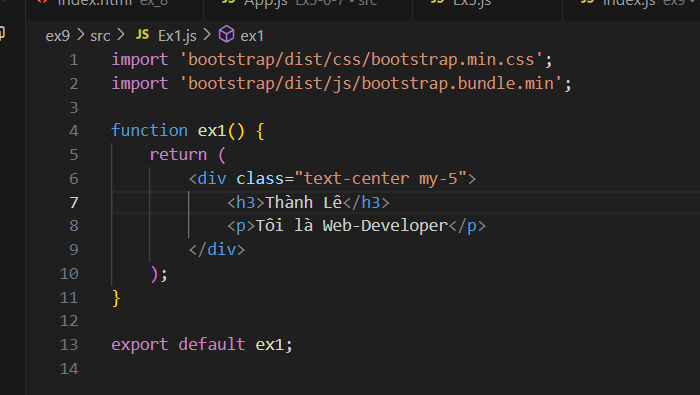 index.html ex_8 App.js Ex5-6-7 • src Ex5.js index.js ex9 •
ex9 > src > JS Ex1.js > ex1
1 import 'bootstrap/dist/css/bootstrap.min.css';
2 import 'bootstrap/dist/js/bootstrap.bundle.min';
3
4 function ex1() {
5 return (
6 <div class="text-center my-5">
7 <h3>Thành Lê</h3>
8 <p>Tôi là Web-Developer</p>
9 </div>
10 );
11 }
12
13 export default ex1;
14